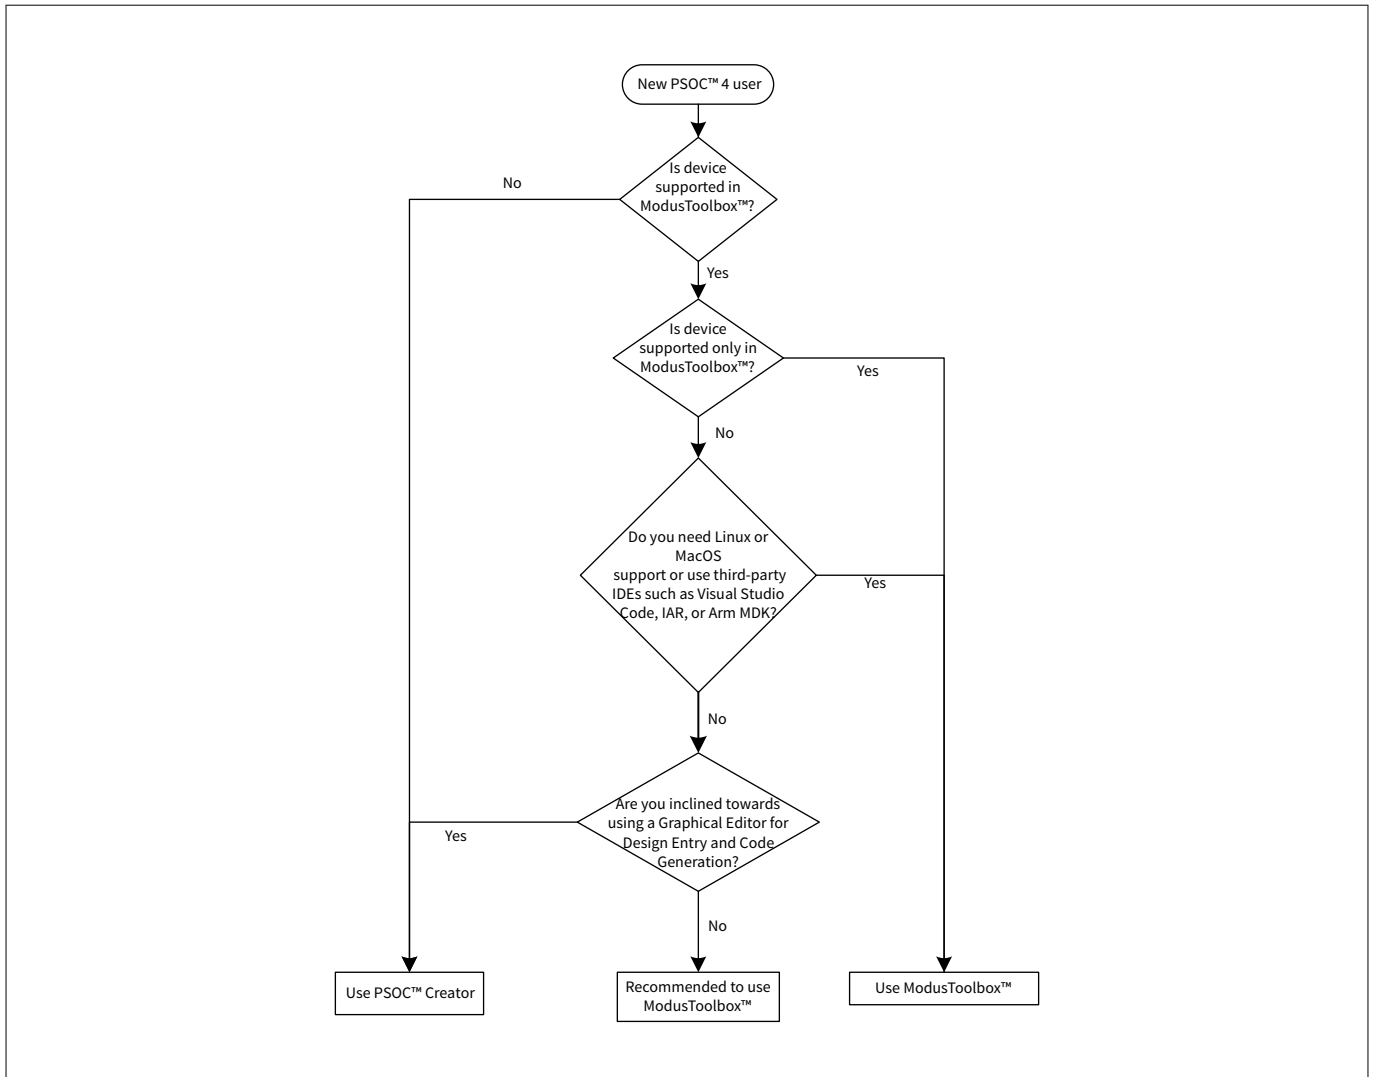 New PSOC™ 4 user
Is device
supported in
ModusToolbox™?
No
Yes
Is device
supported only in
ModusToolbox™?
Yes
No
Do you need Linux or
MacOS
support or use third-party
IDEs such as Visual Studio
Code, IAR, or Arm MDK?
Yes
No
Are you inclined towards
using a Graphical Editor for
Design Entry and Code
Generation?
Yes
No
Use PSOC™ Creator
Recommended to use
ModusToolbox™
Use ModusToolbox™